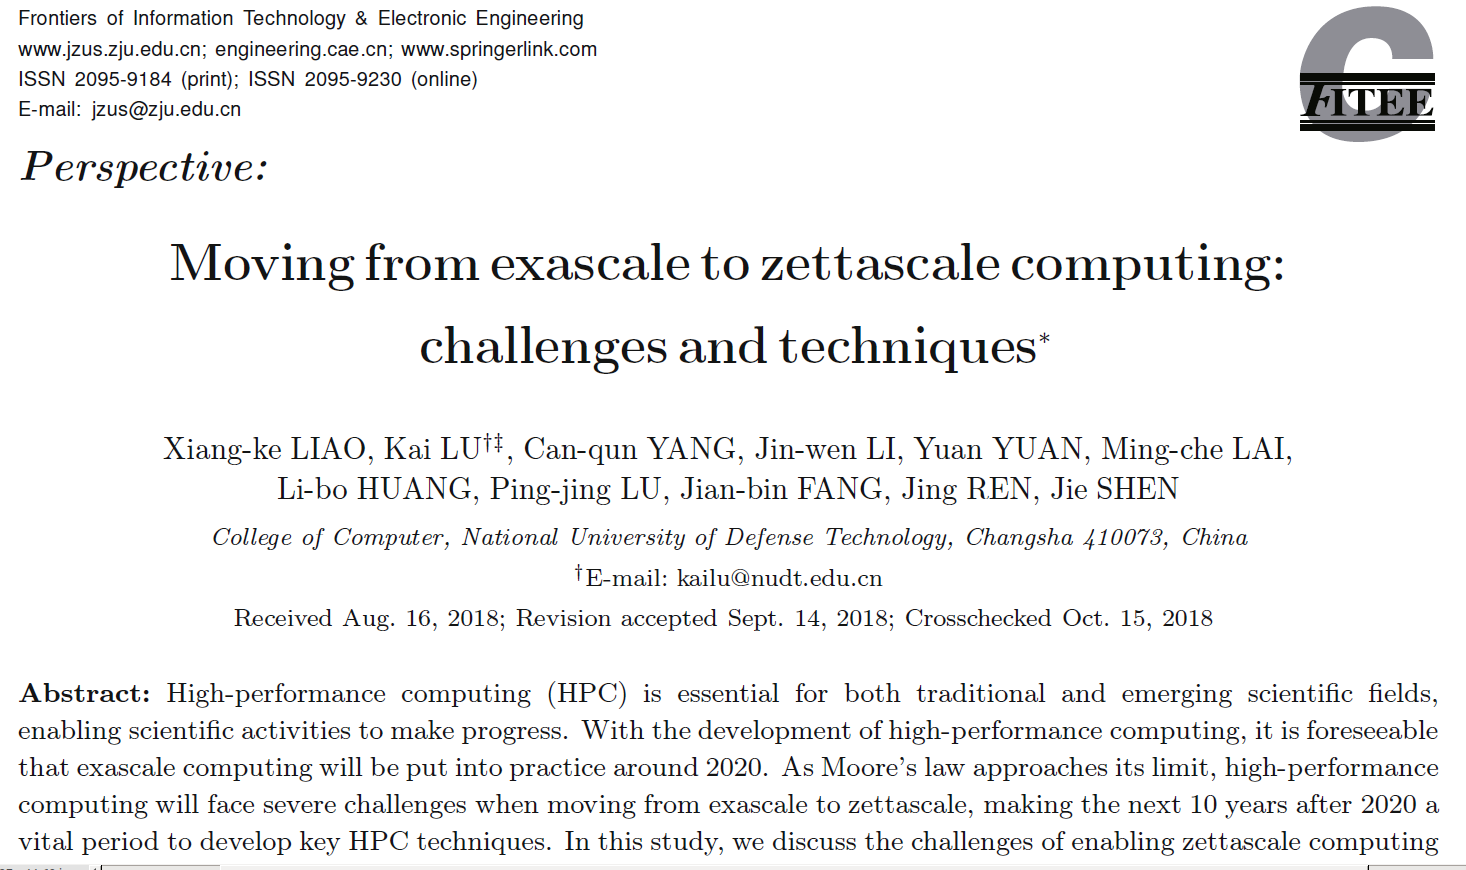 Frontiers of Information Technology & Electronic Engineering
www.jzus.zju.edu.cn; engineering.cae.cn; www.springerlink.com
ISSN 2095-9184 (print); ISSN 2095-9230 (online)
E-mail: jzus@zju.edu.cn
FITEE
Perspective:
Moving from exascale to zettascale computing:
challenges and techniques*
Xiang-ke LIAO, Kai LU†‡, Can-qun YANG, Jin-wen LI, Yuan YUAN, Ming-che LAI,
Li-bo HUANG, Ping-jing LU, Jian-bin FANG, Jing REN, Jie SHEN
College of Computer, National University of Defense Technology, Changsha 410073, China
†E-mail: kailu@nudt.edu.cn
Received Aug. 16, 2018; Revision accepted Sept. 14, 2018; Crosschecked Oct. 15, 2018
Abstract: High-performance computing (HPC) is essential for both traditional and emerging scientific fields,
enabling scientific activities to make progress. With the development of high-performance computing, it is foreseeable
that exascale computing will be put into practice around 2020. As Moore's law approaches its limit, high-performance
computing will face severe challenges when moving from exascale to zettascale, making the next 10 years after 2020 a
vital period to develop key HPC techniques. In this study, we discuss the challenges of enabling zettascale computing